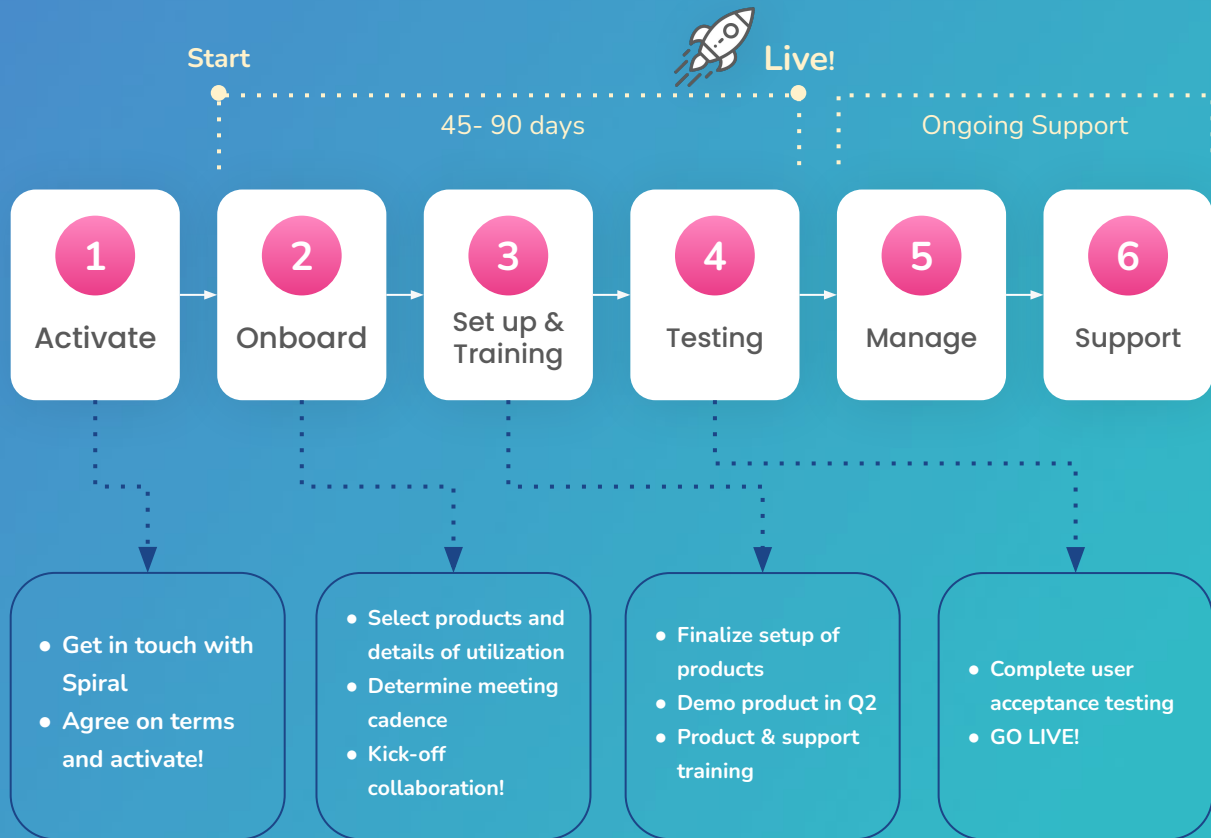 Start
Live!
45- 90 days
Ongoing Support
1
Activate
2
Onboard
3
Set up &
Training
4
Testing
5
Manage
6
Support
● Get in touch with
Spiral
● Agree on terms
and activate!
● Select products and
details of utilization
● Determine meeting
cadence
● Kick-off
collaboration!
● Finalize setup of
products
● Demo product in Q2
● Product & support
training
● Complete user
acceptance testing
● GO LIVE!